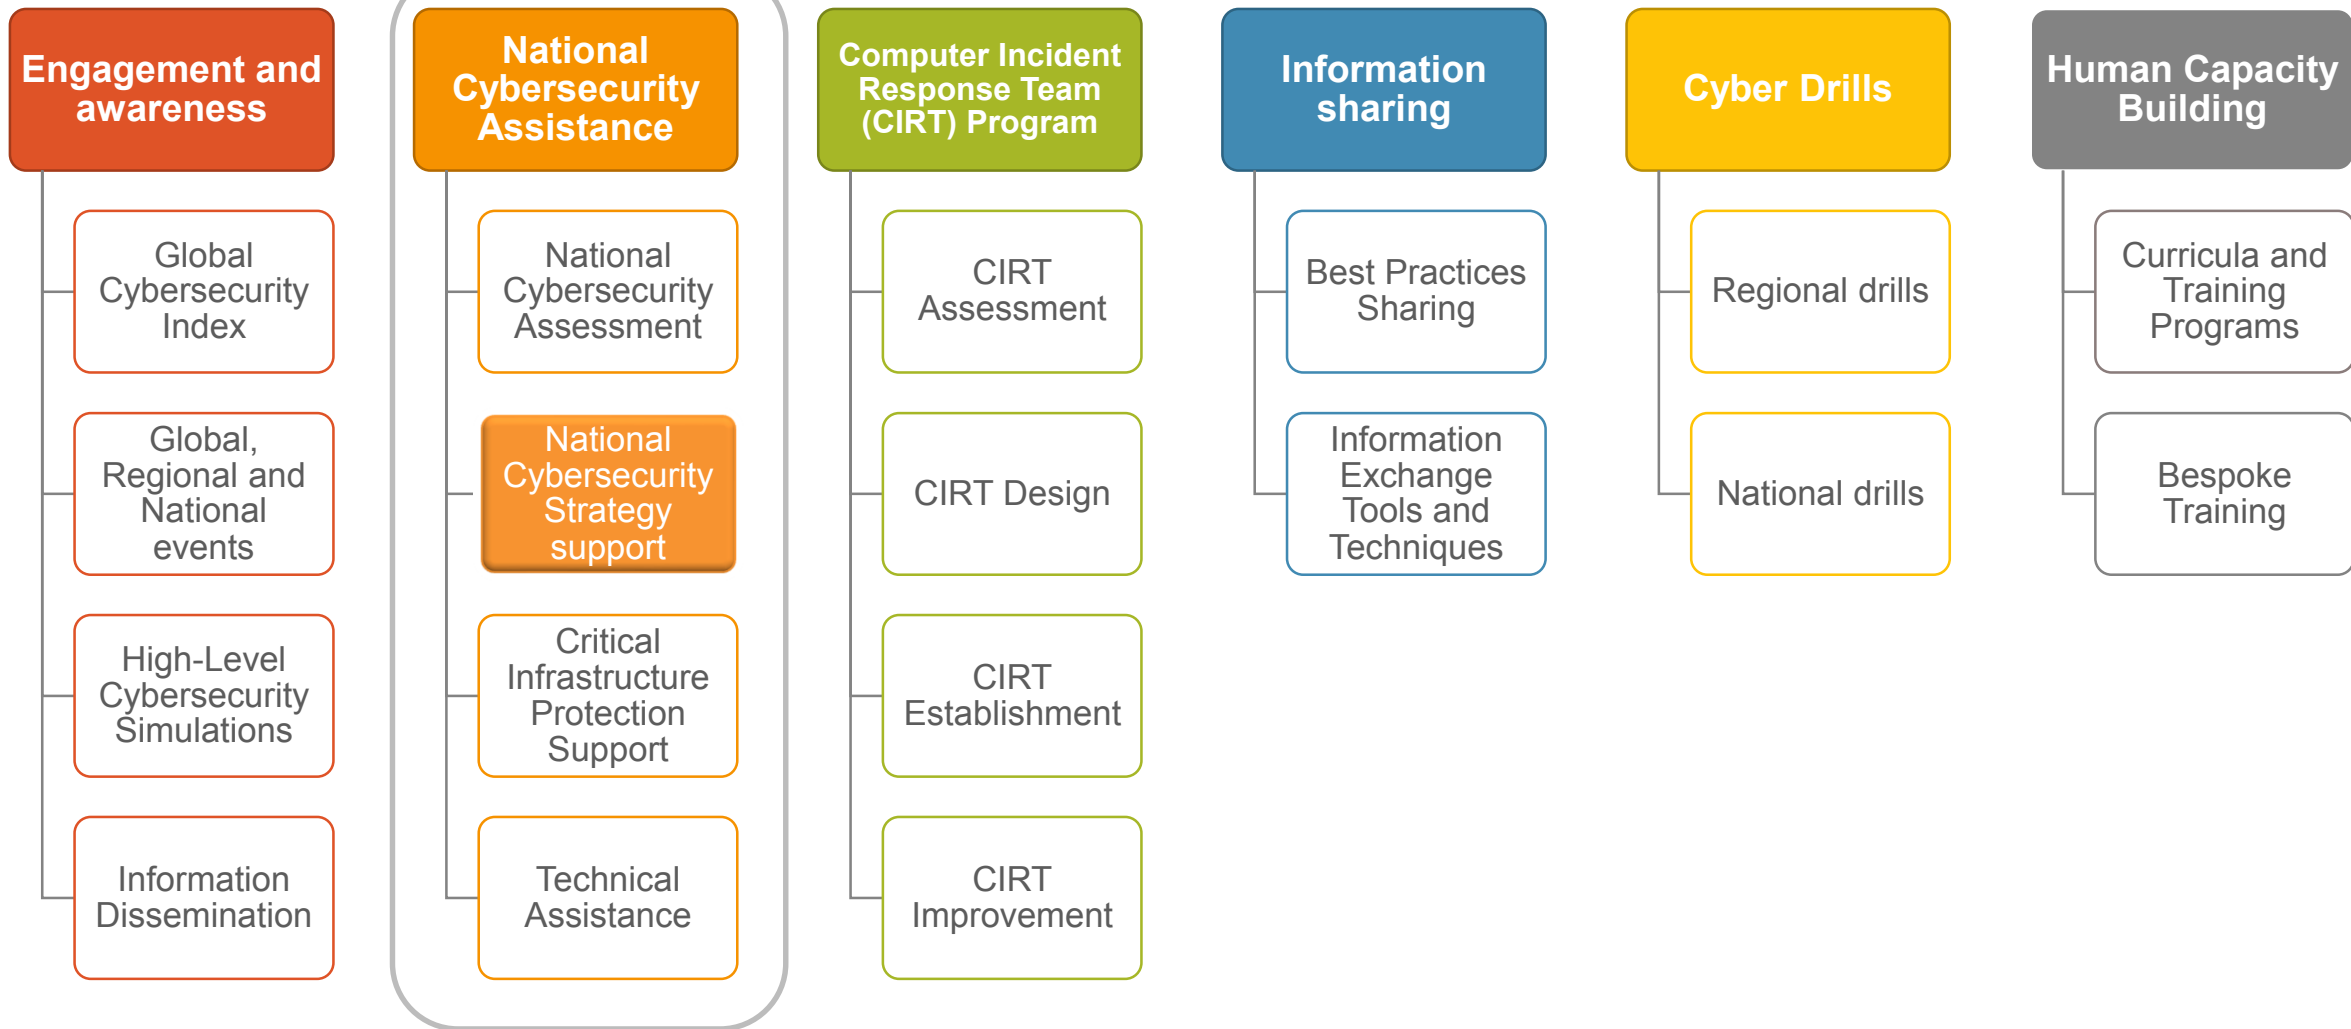 Engagement and
awareness
Global
Cybersecurity
Index
Global,
Regional and
National
events
High-Level
Cybersecurity
Simulations
Information
Dissemination
National
Cybersecurity
Assistance
National
Cybersecurity
Assessment
National
Cybersecurity
Strategy
support
Critical
Infrastructure
Protection
Support
Technical
Assistance
Computer Incident
Response Team
(CIRT) Program
CIRT
Assessment
CIRT Design
CIRT
Establishment
CIRT
Improvement
Information
sharing
Best Practices
Sharing
Information
Exchange
Tools and
Techniques
Cyber Drills
Regional drills
National drills
Human Capacity
Building
Curricula and
Training
Programs
Bespoke
Training